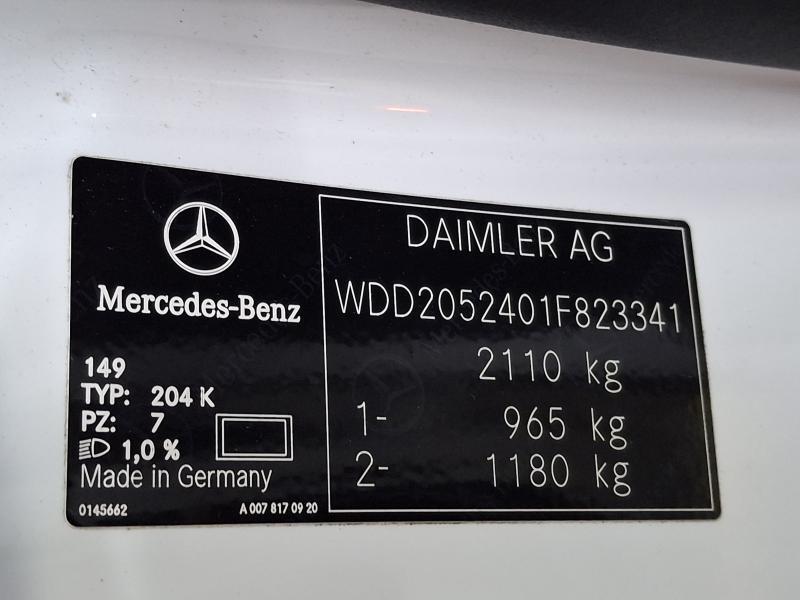 Mercedes-Benz
149
TYP: 204 K
PZ: 7
1,0 %
Made in Germany
0145662
A 007 817 09 20
DAIMLER AG
WDD2052401F823341
2110 kg
1- 965 kg
2- 1180 kg